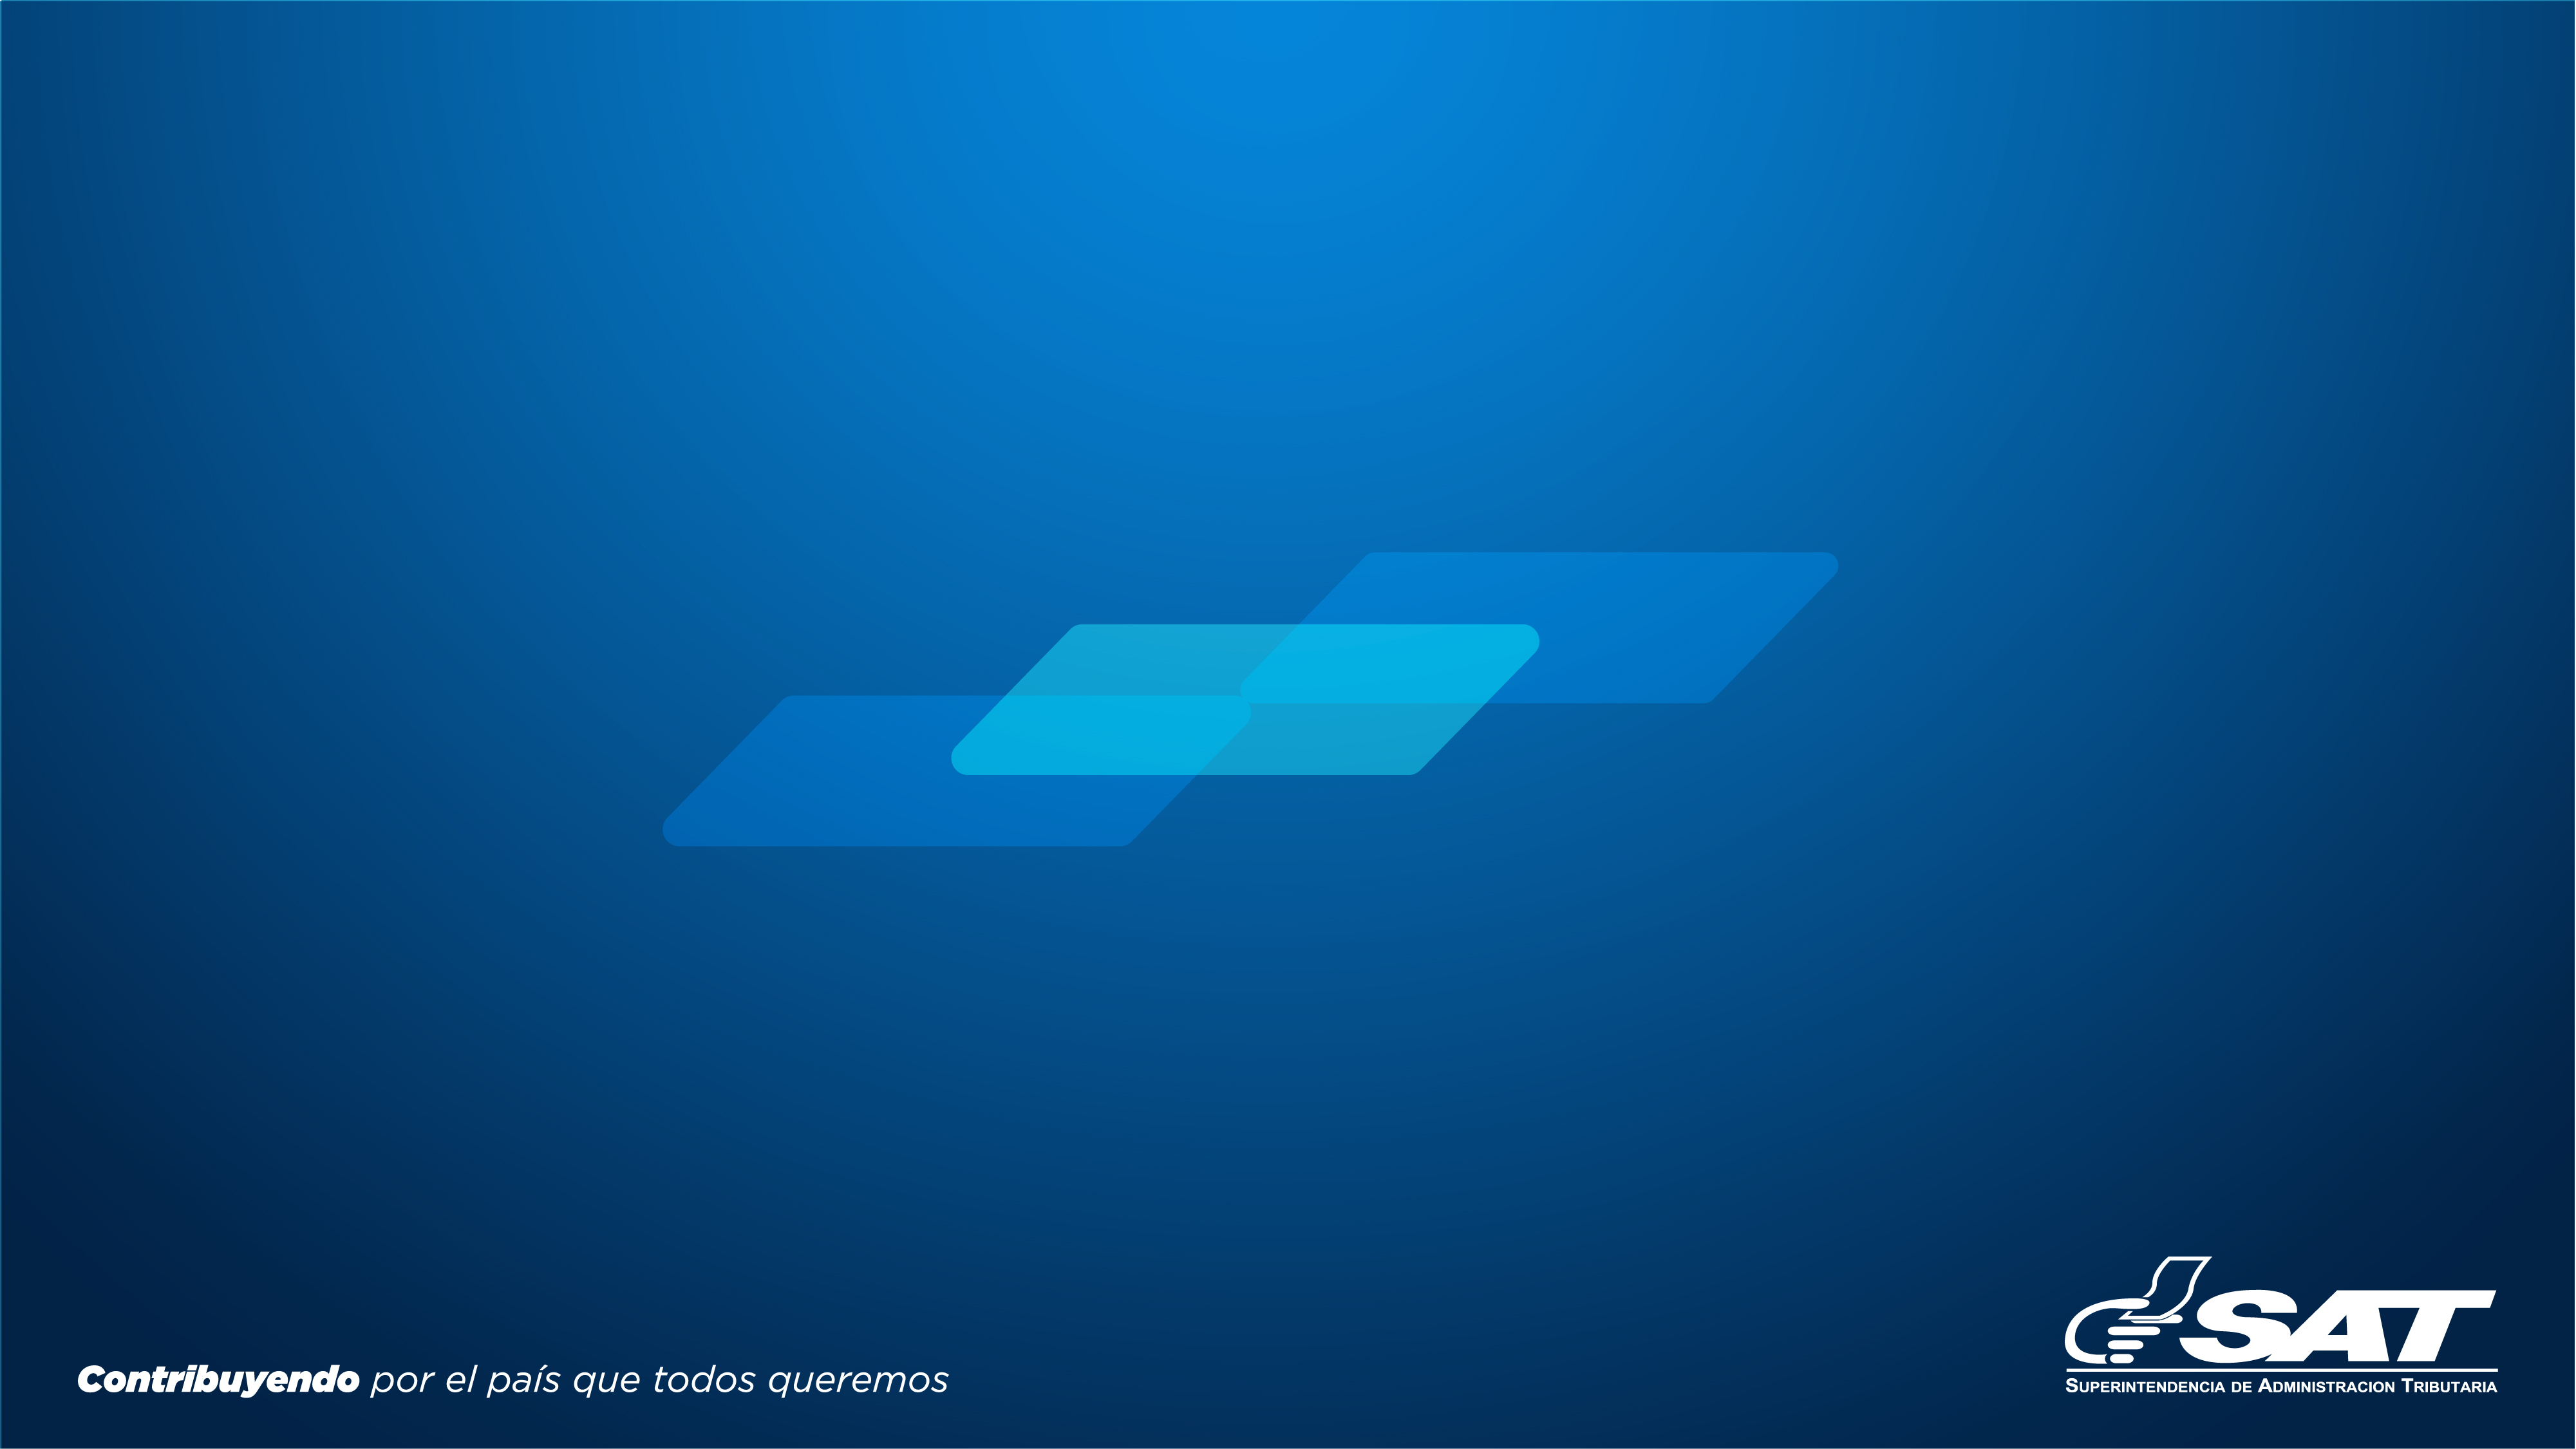 SAT
Contribuyendo por el país que todos queremos
SUPERINTENDENCIA DE ADMINISTRACION TRIBUTARIA